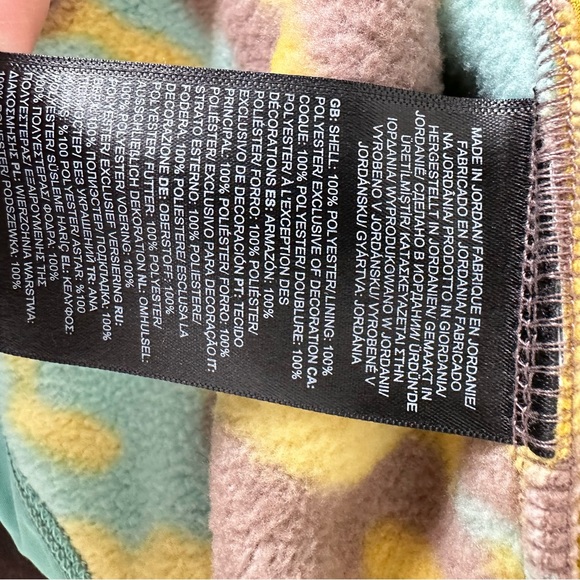 MADE IN JORDAN/ FABRIQUE EN JORDANIE/
FABRICADO EN JORDANIA/ FABRICADO
NA JORDÂNIA/ PRODOTTO IN GIORDANIA/
HERGESTELLT IN JORDANIEN/ GEMAAKT IN
JORDANIË/ СДЕЛАНО В ИОРДАНИИ/ ÜRDÜN'DE
ÜRETİLMİŞTİR/ ΚΑΤΑΣΚΕΥΑΖΕΤΑΙ ΣΤΗΝ
ΙΟΡΔΑΝΙΑ/ WYPRODUKOWANO W JORDANII/
VYROBENO V JORDÁNSKU/ VYROBENÉ V
JORDÁNSKU/ GYÁRTVA: JORDÁNIA
GB: SHELL: 100% POLYESTER/LINING: 100%
POLYESTER/ EXCLUSIVE OF DECORATION CA:
COQUE: 100% POLYESTER/ DOUBLURE: 100%
POLYESTER/ À L'EXCEPTION DES
DÉCORATIONS ES: ARMAZÓN: 100%
POLIÉSTER/ FORRO: 100% POLIÉSTER/
EXCLUSIVO DE DECORACIÓN PT: TECIDO
PRINCIPAL: 100% POLIÉSTER/ FORRO: 100%
POLIÉSTER/ EXCLUSIVO PARA DECORAÇÃO IT:
STRATO ESTERNO: 100% POLIESTERE/
FODERA: 100% POLIESTERE/ ESCLUSA LA
DECORAZIONE DE: OBERSTOFF: 100%
POLYESTER/ FUTTER: 100% POLYESTER/
AUSSCHLIEßLICH DEKORATION NL: OMHULSEL:
100% POLYESTER/ VOERING: 100%
POLYESTER/ EXCLUSIEF VERSIERING RU:
100% ПОЛИЭСТЕР/ ПОДКЛАДКА: 100%
БЕЗ УКРАШЕНИЙ TR: ANA
%100 POLYESTER/ ASTAR: %100
POLYESTER/ SÜSLEME HARİÇ EL: ΚΕΛΥΦΟΣ:
100% ΠΟΛΥΕΣΤΕΡΑΣ/ ΦΟΔΡΑ: 100%
ΠΟΛΥΕΣΤΕΡΑΣ/ ΕΞΑΙΡΟΥΜΕΝΗΣ ΤΗΣ
ΔΙΑΚΟΣΜΗΣΗΣ PL: WIERZCHNIA WARSTWA:
100% POLIESTER/ PODSZEWKA: 100%